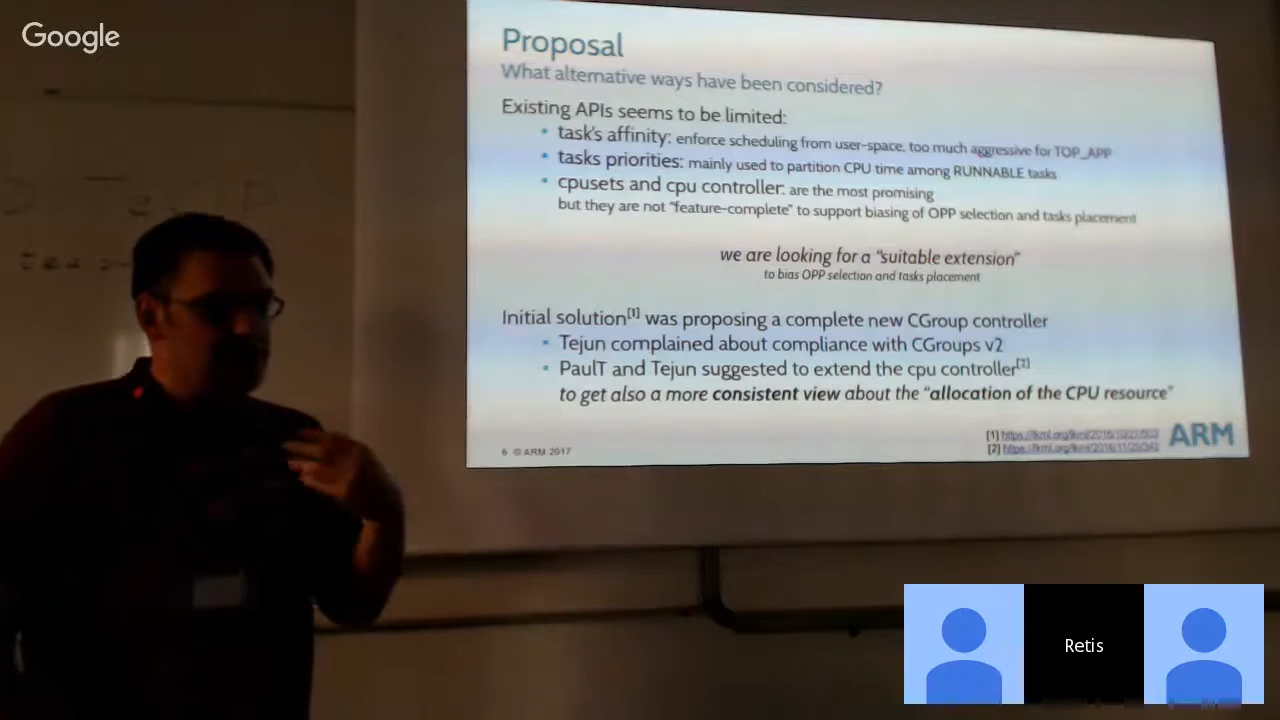 Google
Proposal
What alternative ways have been considered?
Existing APIs seems to be limited:
• task's affinity: enforce scheduling from user-space, too much aggressive for TOP_APP
• tasks priorities: mainly used to partition CPU time among RUNNABLE tasks
• cpusets and cpu controller: are the most promising
but they are not "feature-complete" to support biasing of OPP selection and tasks placement
we are looking for a "suitable extension"
to bias OPP selection and tasks placement
Initial solution[1] was proposing a complete new CGroup controller
• Tejun complained about compliance with CGroups v2
• PaulT and Tejun suggested to extend the cpu controller[2]
to get also a more consistent view about the "allocation of the CPU resource"
[1]
[2]
ARM
6 © ARM 2017
Retis